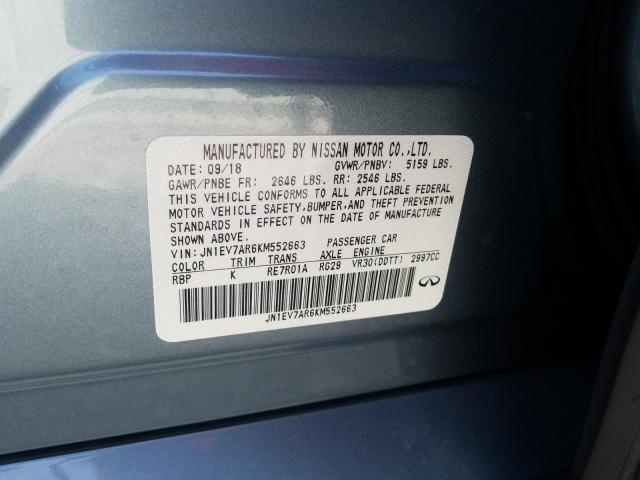 MANUFACTURED BY NISSAN MOTOR CO.,LTD.
DATE: 09/18 GVWR/PNBV: 5159 LBS.
GAWR/PNBE FR: 2646 LBS. RR: 2546 LBS.
THIS VEHICLE CONFORMS TO ALL APPLICABLE FEDERAL
MOTOR VEHICLE SAFETY,BUMPER,AND THEFT PREVENTION
STANDARDS IN EFFECT ON THE DATE OF MANUFACTURE
SHOWN ABOVE.
VIN: JN1EV7AR6KM552663 PASSENGER CAR
COLOR TRIM TRANS AXLE ENGINE
RBP K RE7R01A RG29 VR30(DDTT) 2997CC
JN1EV7AR6KM552663